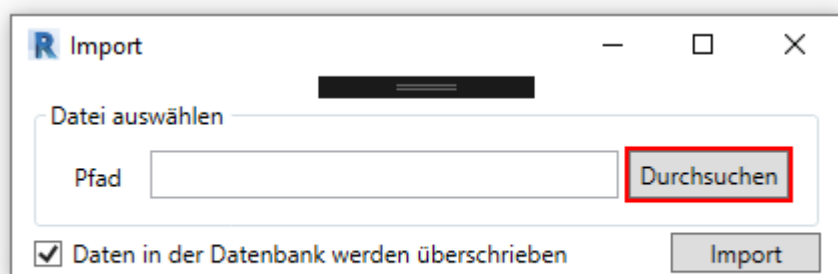 Import
Datei auswählen
Pfad Durchsuchen
Daten in der Datenbank werden überschrieben Import